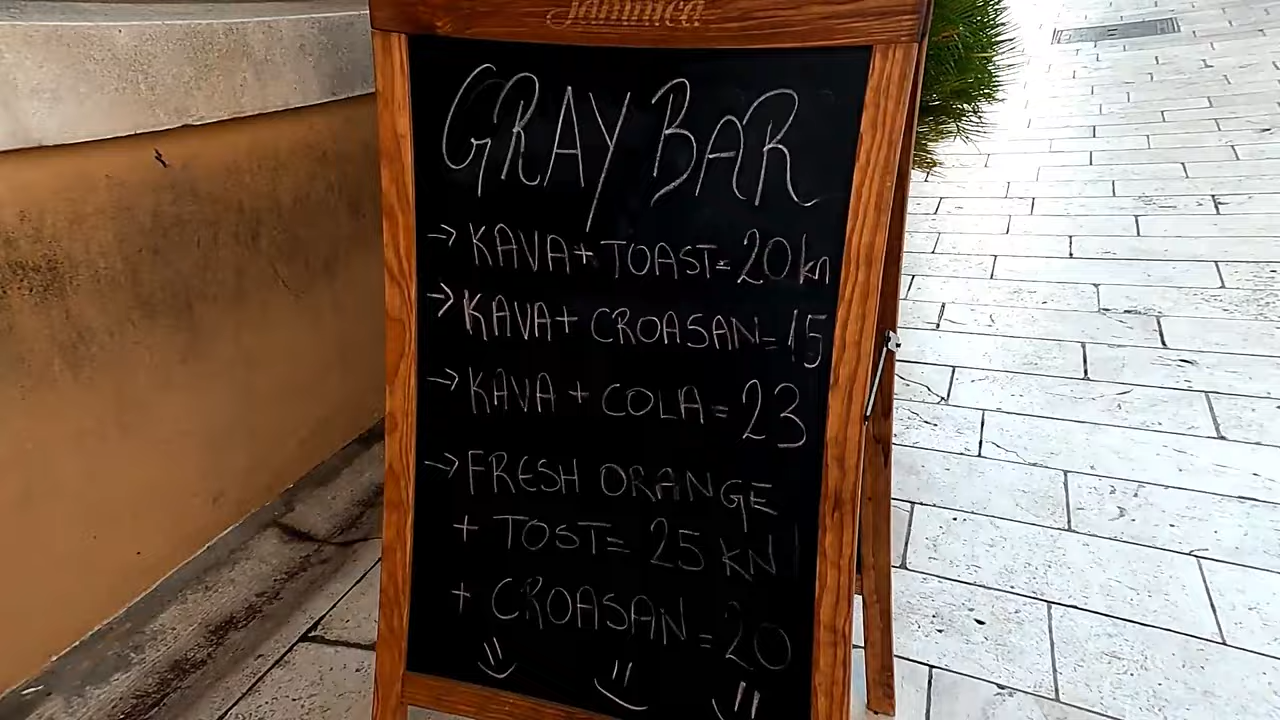 Jamnica
GRAY BAR
→ KAVA + TOAST = 20 kn
→ KAVA + CROASAN = 15
→ KAVA + COLA = 23
→ FRESH ORANGE
+ TOST = 25 KN
+ CROASAN = 20